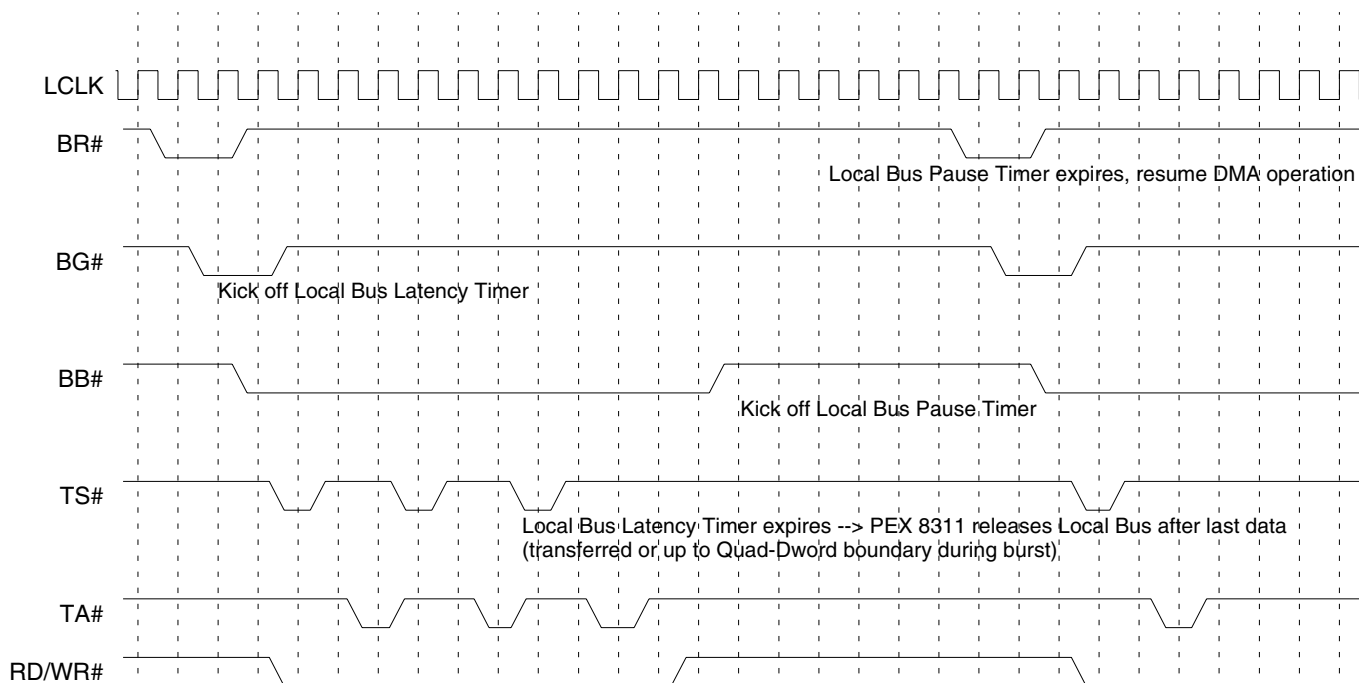 LCLK
BR#
Local Bus Pause Timer expires, resume DMA operation
BG#
Kick off Local Bus Latency Timer
BB#
Kick off Local Bus Pause Timer
TS#
Local Bus Latency Timer expires --> PEX 8311 releases Local Bus after last data
(transferred or up to Quad-Dword boundary during burst)
TA#
RD/WR#